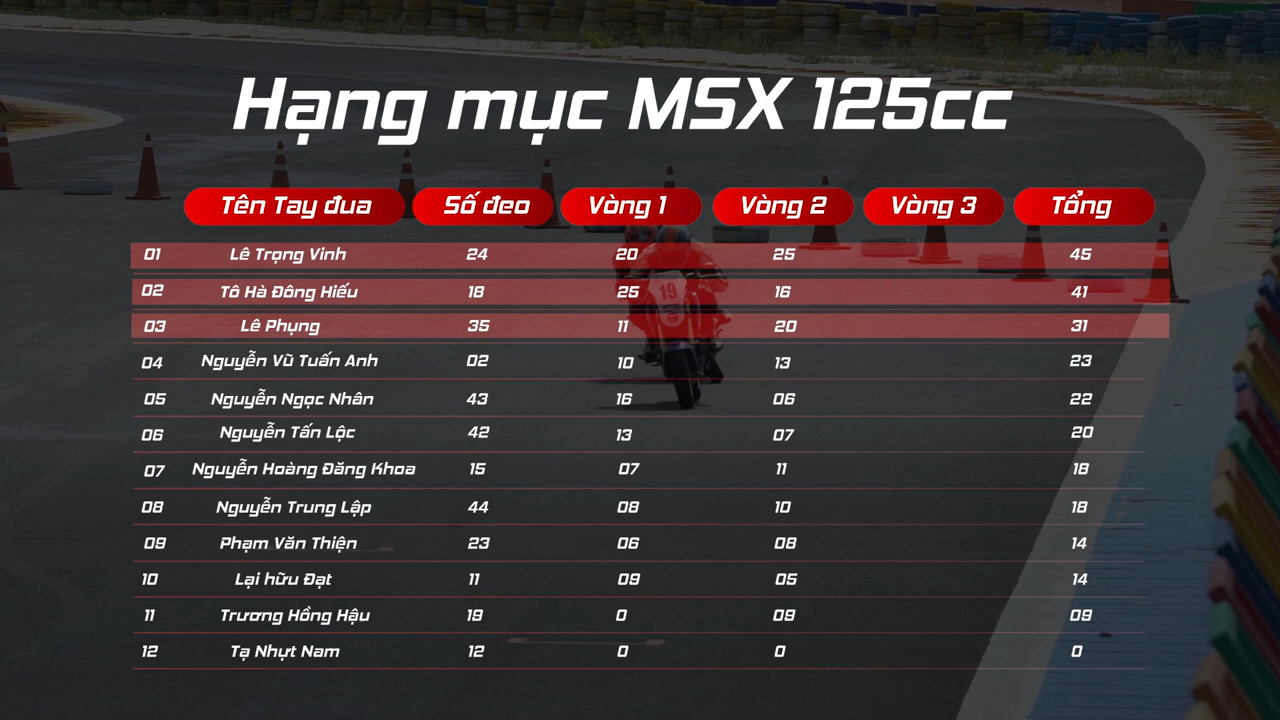 Hạng mục MSX 125cc
Tên Tay đua Số đeo Vòng 1 Vòng 2 Vòng 3 Tổng
01 Lê Trọng Vinh 24 20 25 45
02 Tô Hà Đông Hiếu 18 25 16 41
03 Lê Phụng 35 11 20 31
04 Nguyễn Vũ Tuấn Anh 02 10 13 23
05 Nguyễn Ngọc Nhân 43 16 06 22
06 Nguyễn Tấn Lộc 42 13 07 20
07 Nguyễn Hoàng Đăng Khoa 15 07 11 18
08 Nguyễn Trung Lập 44 08 10 18
09 Phạm Văn Thiện 23 06 08 14
10 Lại hữu Đạt 11 09 05 14
11 Trương Hồng Hậu 19 0 09 09
12 Tạ Nhựt Nam 12 0 0 0
19